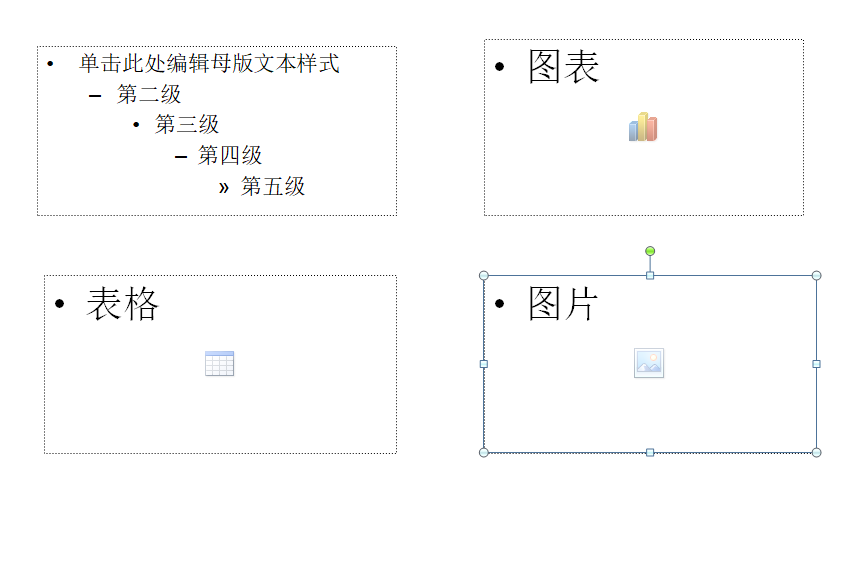 • 单击此处编辑母版文本样式
– 第二级
• 第三级
– 第四级
» 第五级
• 图表
• 表格
• 图片